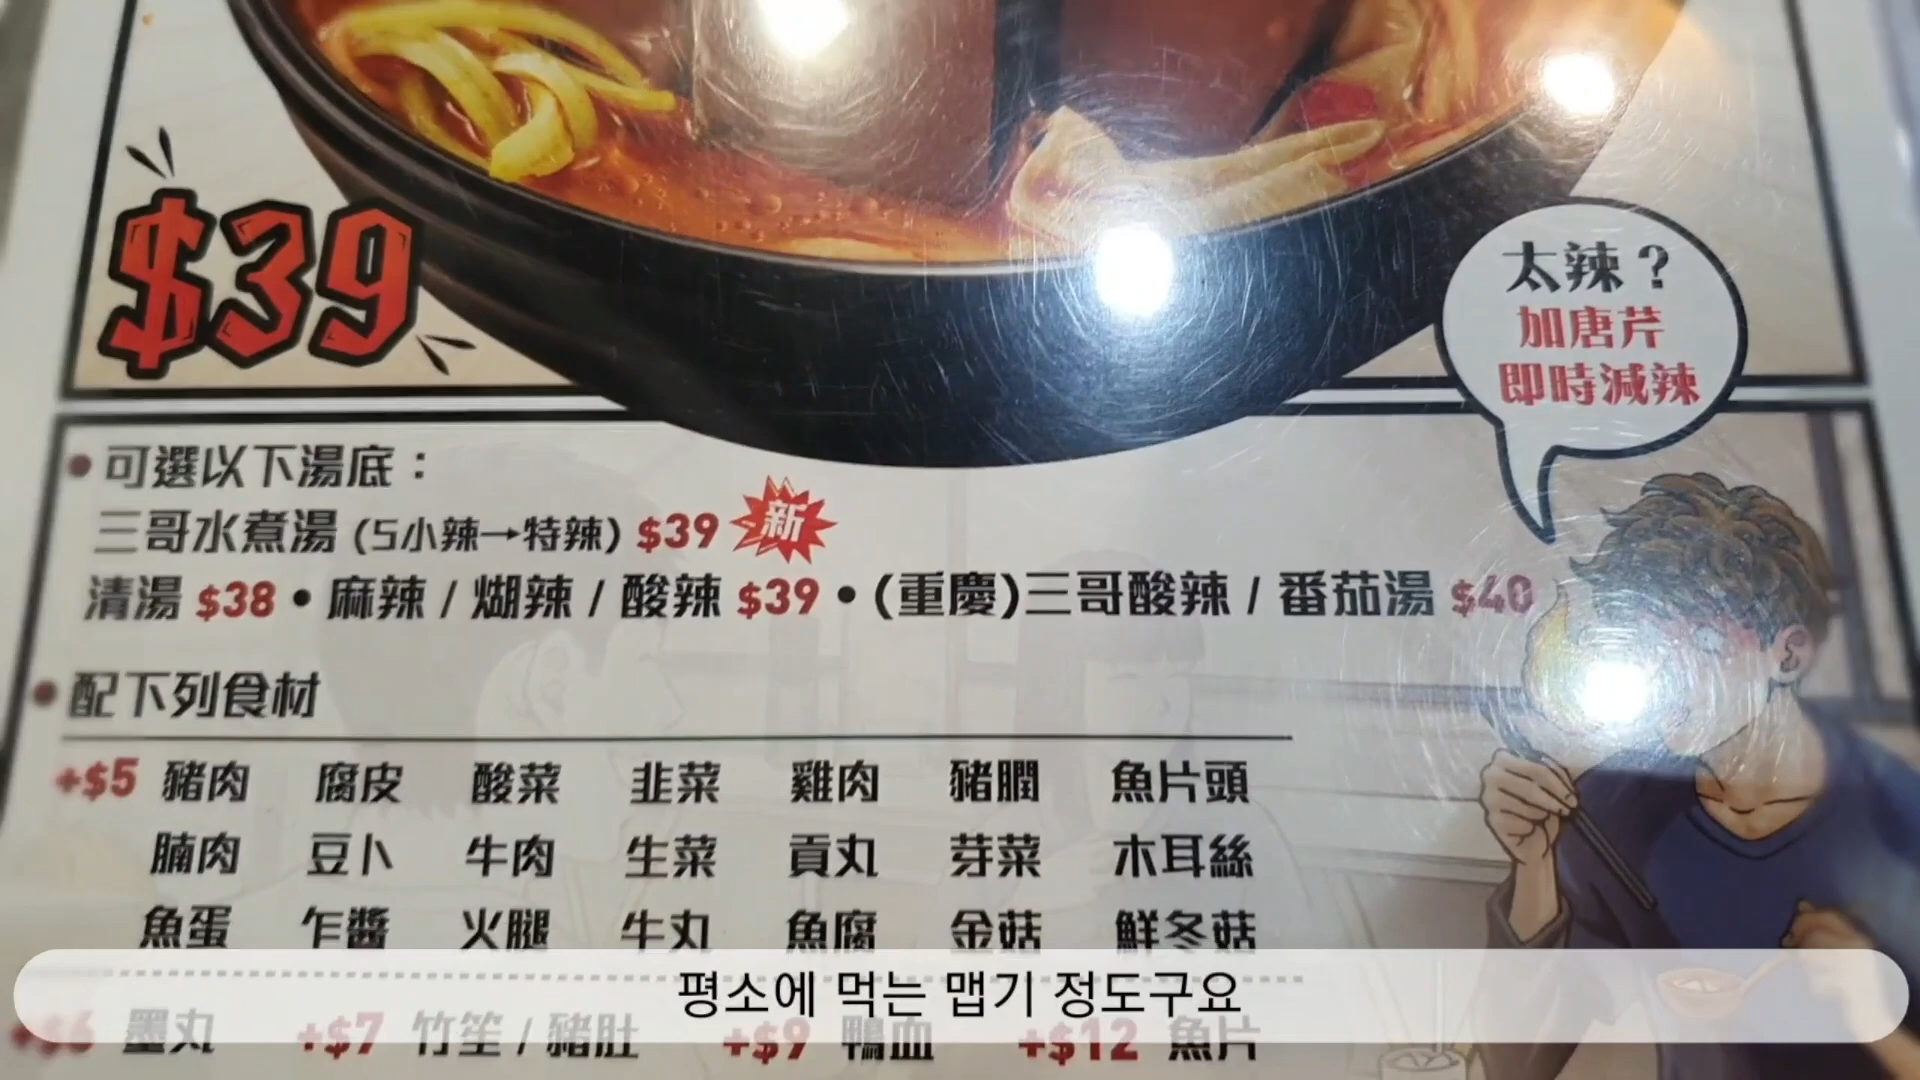 $39
太辣？
加唐芹
即時減辣
•可選以下湯底：
三哥水煮湯 (5小辣→特辣) $39 新
清湯 $38 • 麻辣 / 煳辣 / 酸辣 $39 • (重慶)三哥酸辣 / 番茄湯 $40
•配下列食材
+$5 豬肉 腐皮 酸菜 韭菜 雞肉 豬膶 魚片頭
腩肉 豆卜 牛肉 生菜 貢丸 芽菜 木耳絲
魚蛋 乍醬 火腿 牛丸 魚腐 金菇 鮮冬菇
평소에 먹는 맵기 정도구요
+$6 墨丸 +$7 竹笙 / 豬肚 +$9 鴨血 +$12 魚片